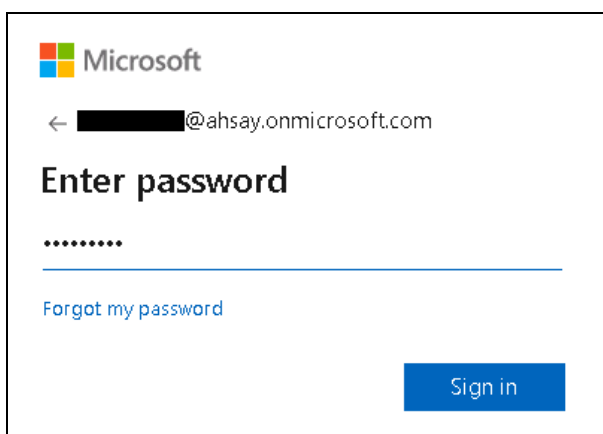 Microsoft
← @ahsay.onmicrosoft.com
Enter password
•••••••••
Forgot my password
Sign in